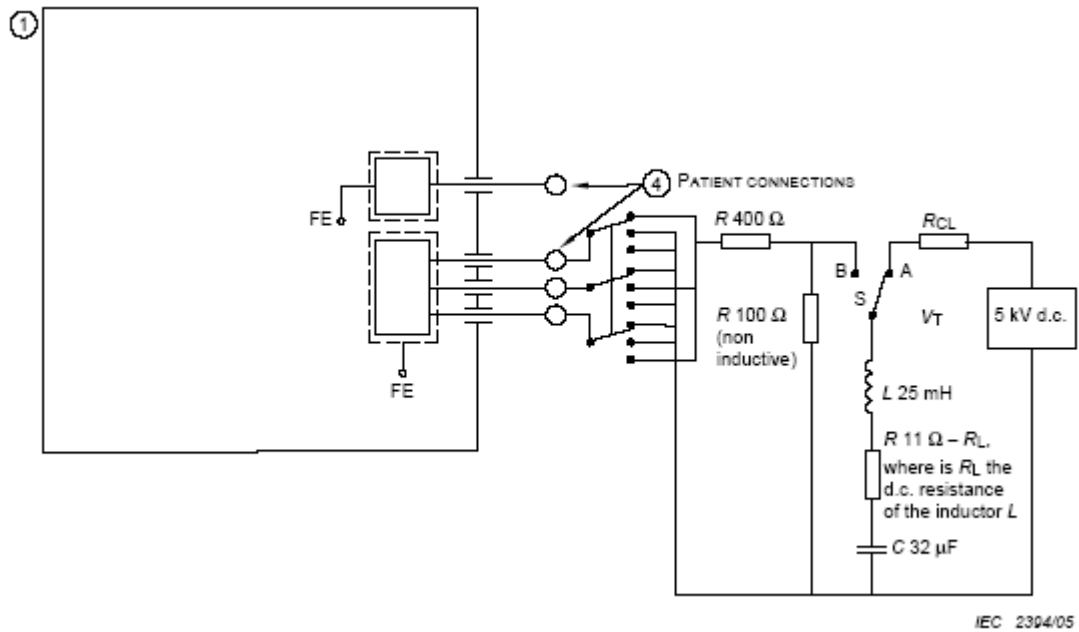 1
4 PATIENT CONNECTIONS
FE
R 400 Ω
RCL
B
A
S
VT
5 kV d.c.
R 100 Ω
(non
inductive)
FE
L 25 mH
R 11 Ω – RL,
where is RL the
d.c. resistance
of the inductor L
C 32 μF
IEC 2394/05